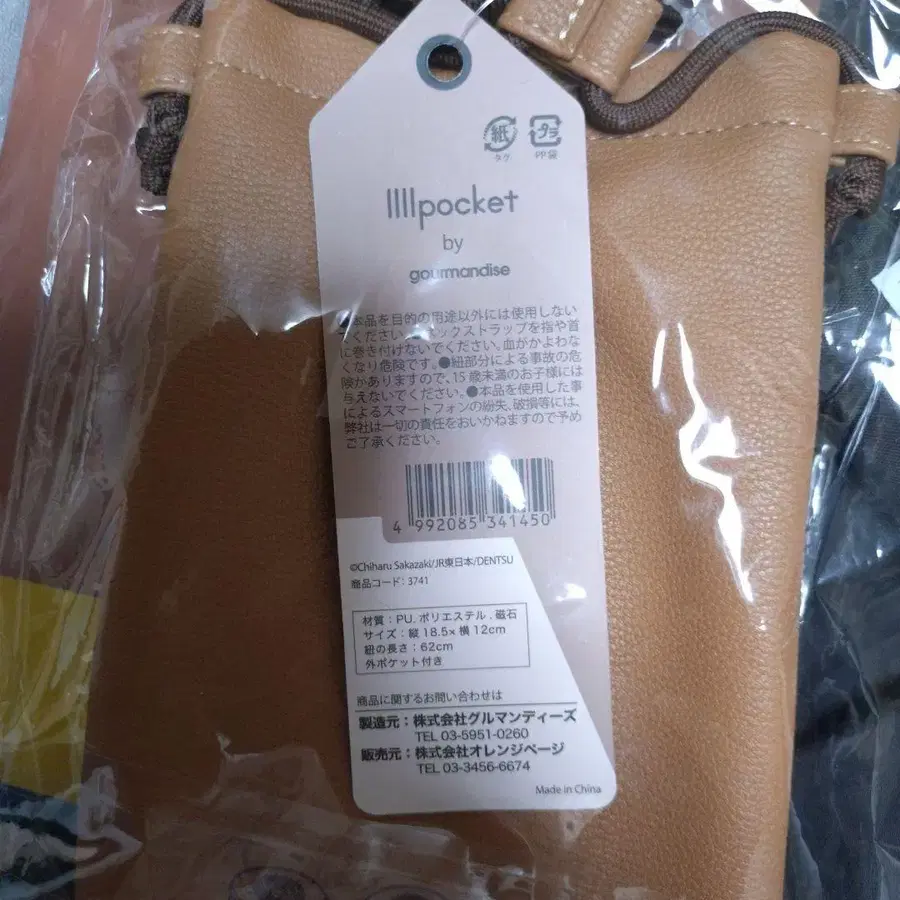 紙
タグ
プラ
PP袋
IIIIpocket
by
gourmandise
●本品を目的の用途以外には使用しない
でください。●ネックストラップを指や首
に巻き付けないでください。血がかよわな
くなり危険です。●紐部分による事故の危
険がありますので、15歳未満のお子様には
与えないでください。●本品を使用した事
によるスマートフォンの紛失、破損等には、
弊社は一切の責任をおいかねますので予め
ご了承ください。
4 992085 341450
©Chiharu Sakazaki/JR東日本/DENTSU
商品コード: 3741
材質:PU.ポリエステル.磁石
サイズ:縦18.5×横12cm
紐の長さ:62cm
外ポケット付き
商品に関するお問い合わせは
製造元:株式会社グルマンディーズ
TEL 03-5951-0260
販売元:株式会社オレンジページ
TEL 03-3456-6674
Made in China